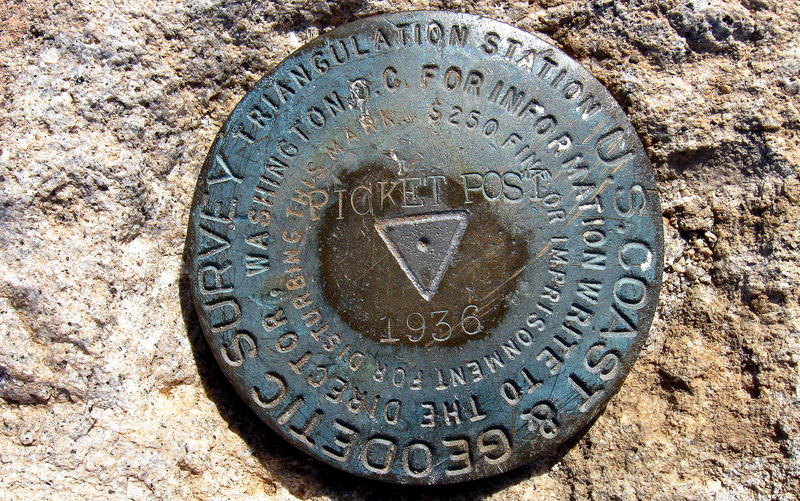 U.S. COAST & GEODETIC SURVEY
TRIANGULATION STATION
FOR INFORMATION WRITE TO THE DIRECTOR, WASHINGTON, D.C.
$250 FINE OR IMPRISONMENT FOR DISTURBING THIS MARK.
PICKET POST
1936